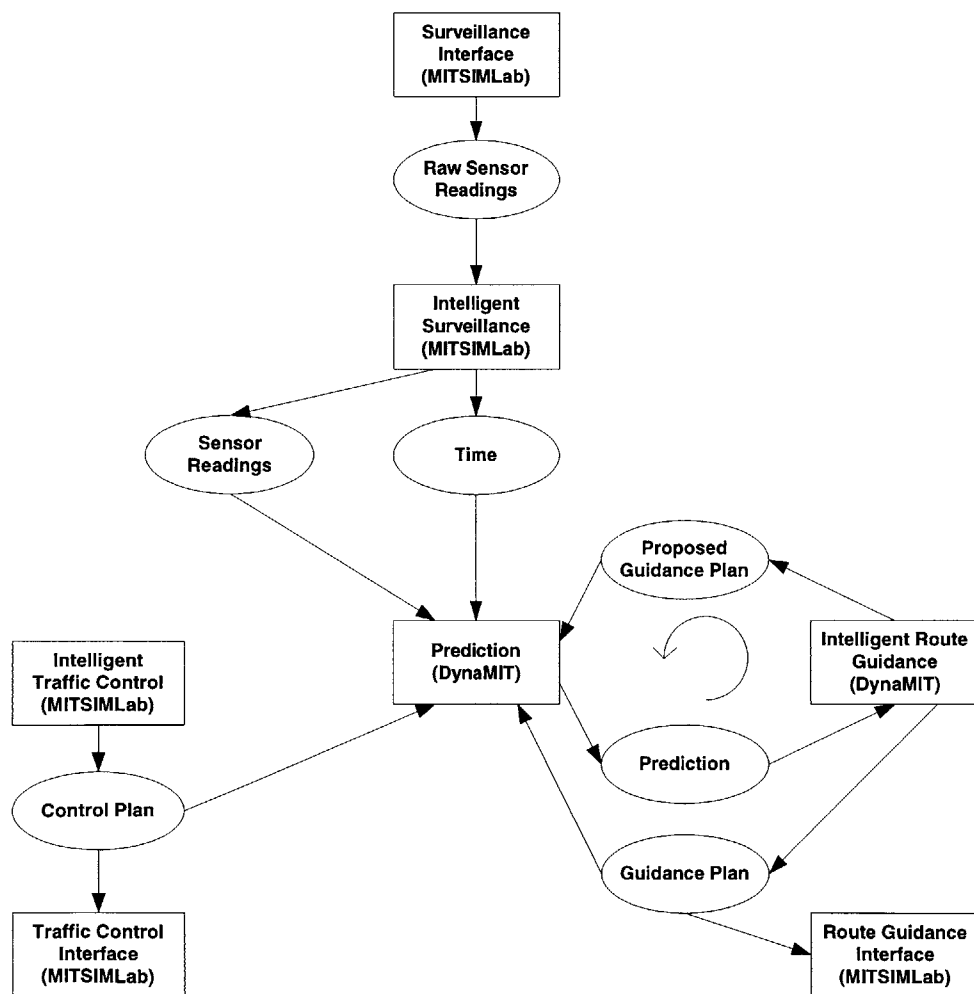 Surveillance
Interface
(MITSIMLab)
Raw Sensor
Readings
Intelligent
Surveillance
(MITSIMLab)
Sensor
Readings
Time
Proposed
Guidance Plan
Intelligent
Traffic Control
(MITSIMLab)
Prediction
(DynaMIT)
Intelligent Route
Guidance
(DynaMIT)
Prediction
Control Plan
Guidance Plan
Traffic Control
Interface
(MITSIMLab)
Route Guidance
Interface
(MITSIMLab)